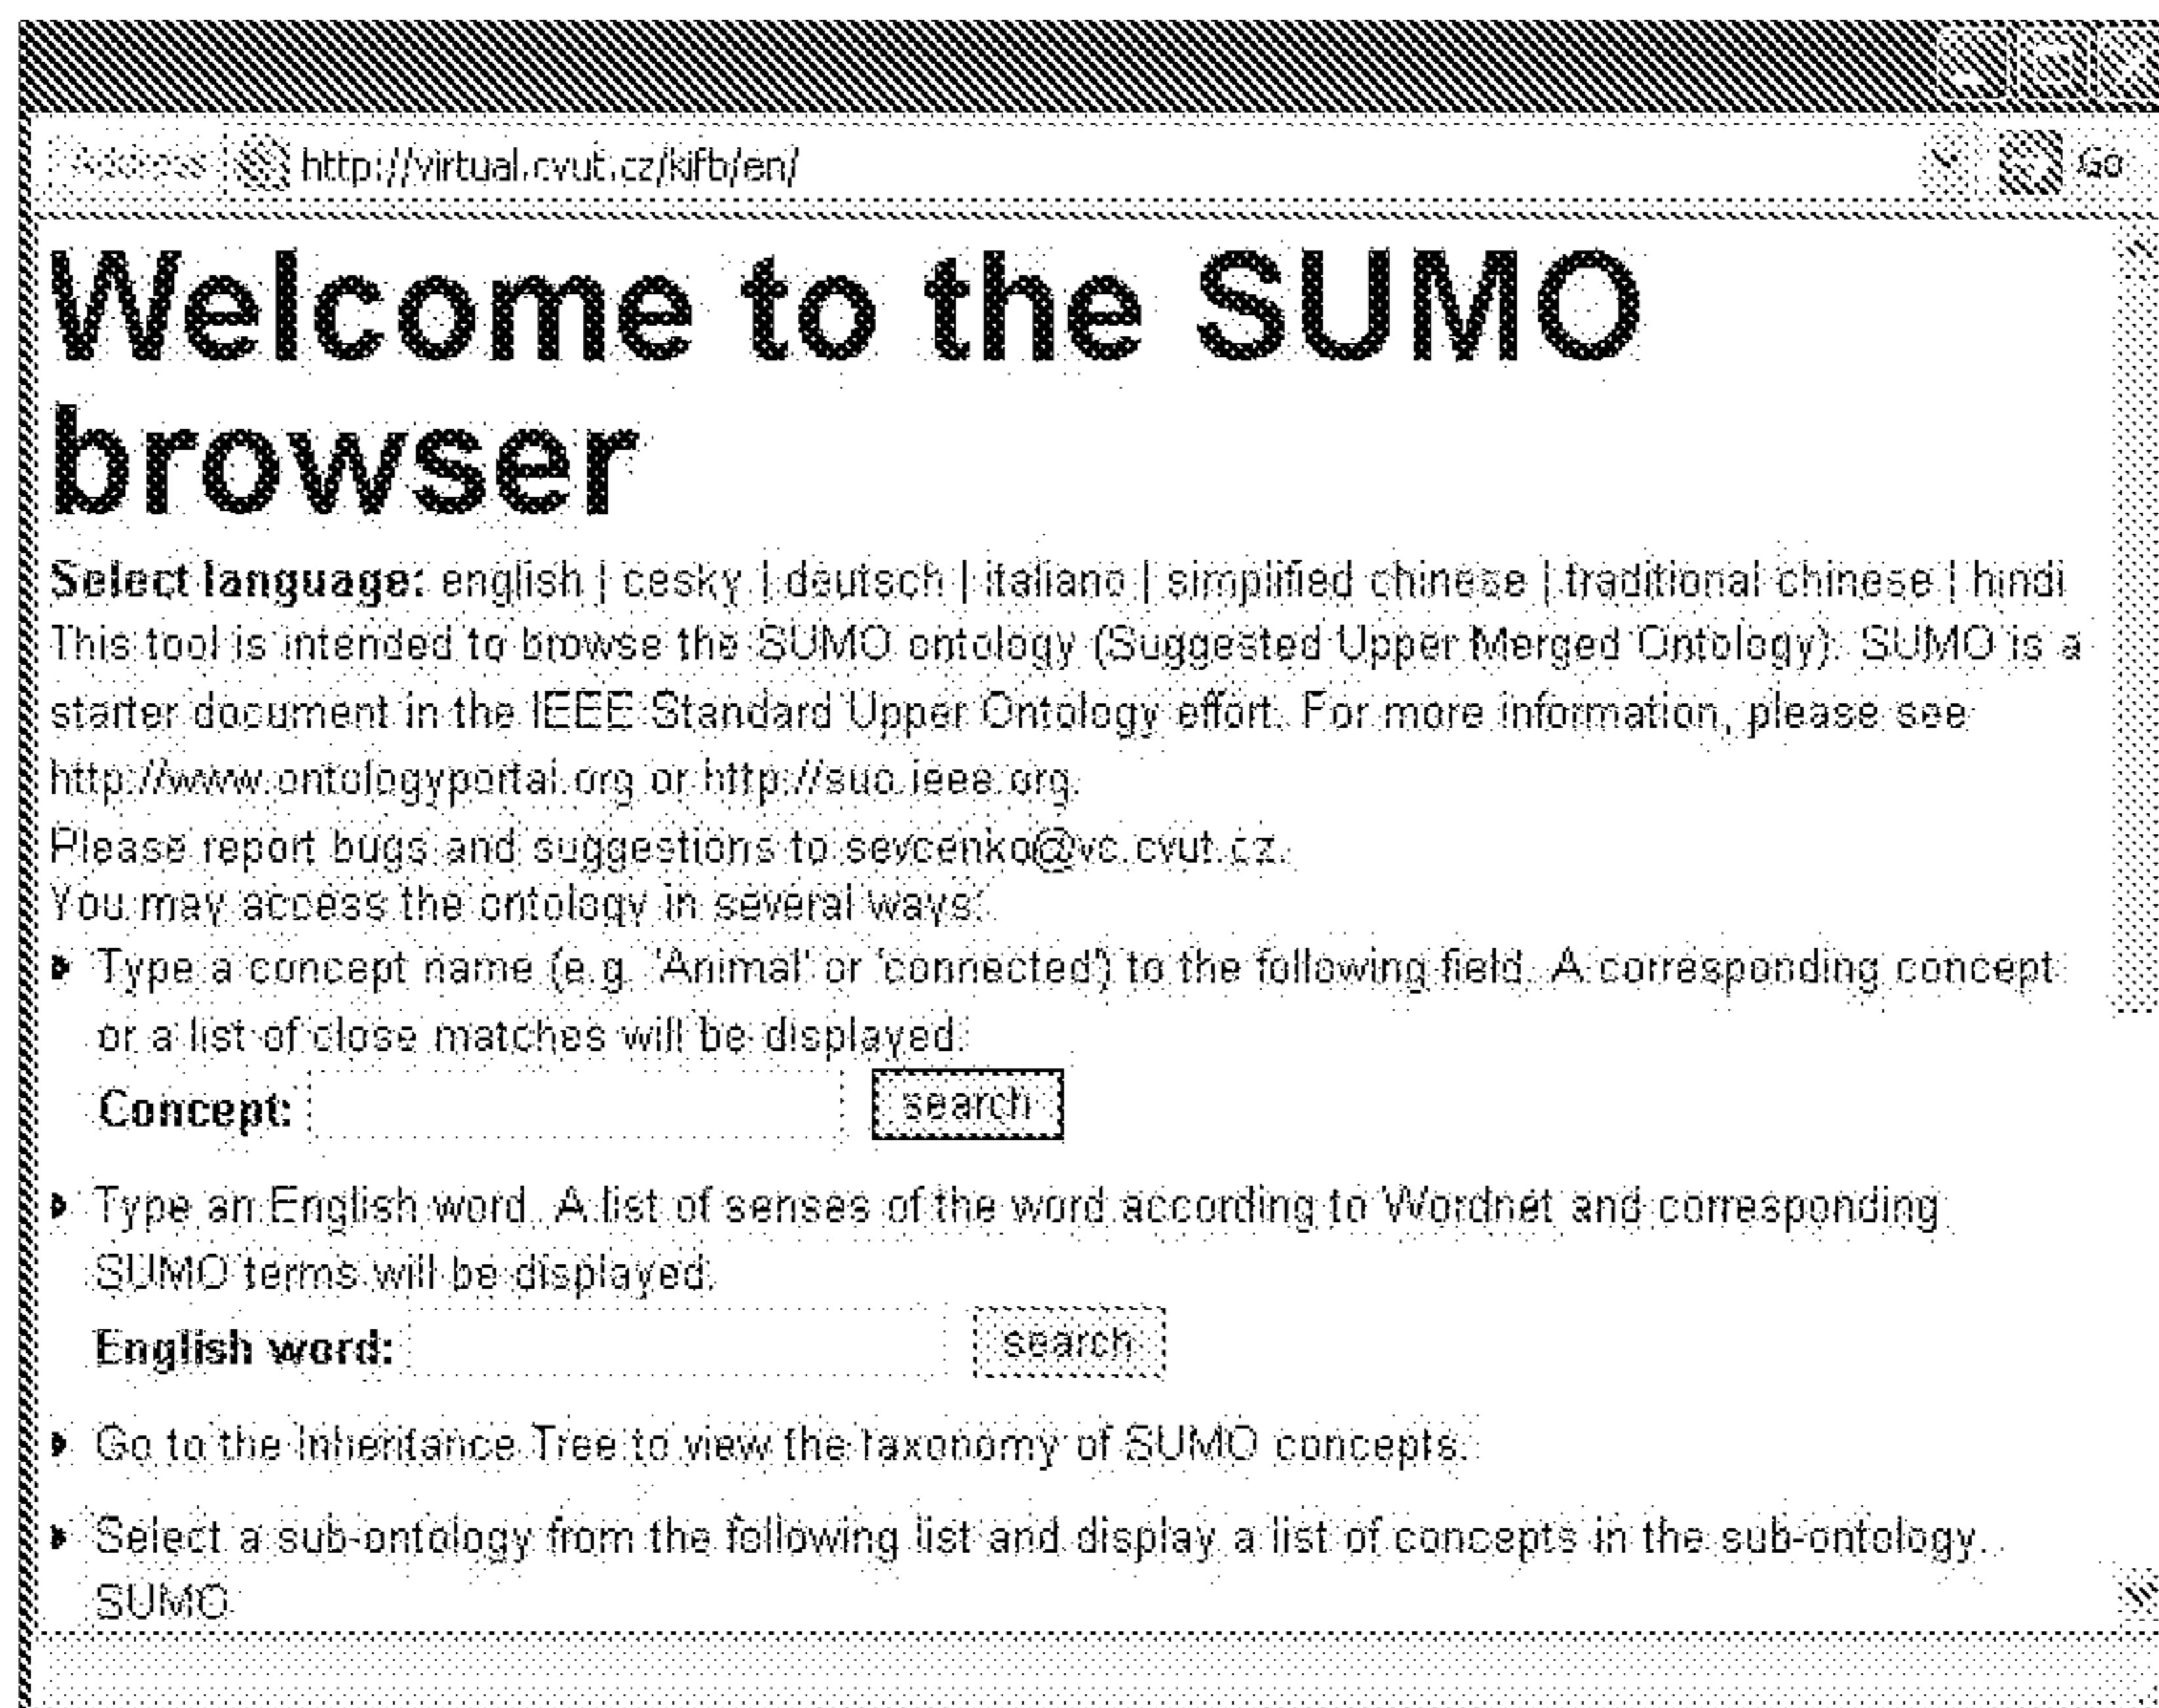 Address http://virtual.cvut.cz/kifb/en/ Go
Welcome to the SUMO
browser
Select language: english | cesky | deutsch | italiano | simplified chinese | traditional chinese | hindi
This tool is intended to browse the SUMO ontology (Suggested Upper Merged Ontology). SUMO is a
starter document in the IEEE Standard Upper Ontology effort. For more information, please see
http://www.ontologyportal.org or http://suo.ieee.org.
Please report bugs and suggestions to sevcenko@vc.cvut.cz.
You may access the ontology in several ways:
Type a concept name (e.g. 'Animal' or 'connected') to the following field. A corresponding concept
or a list of close matches will be displayed.
Concept: search
Type an English word. A list of senses of the word according to Wordnet and corresponding
SUMO terms will be displayed.
English word: search
Go to the Inheritance Tree to view the taxonomy of SUMO concepts.
Select a sub-ontology from the following list and display a list of concepts in the sub-ontology.
SUMO